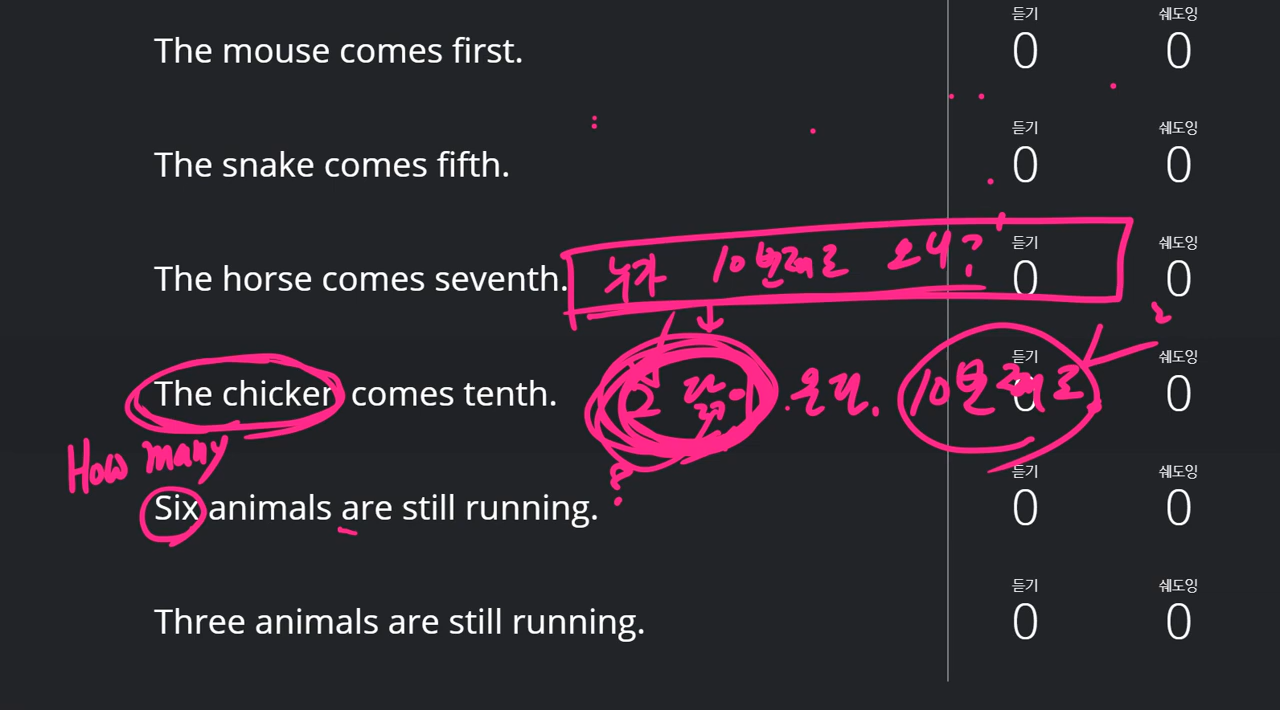 듣기 쉐도잉
The mouse comes first. 0 0
듣기 쉐도잉
The snake comes fifth. 0 0
듣기 쉐도잉
The horse comes seventh. 누가 10번째로 오니? 0 0
듣기 쉐도잉
The chicken comes tenth. 그 닭이 온다. 10번째로 0 0
How many
듣기 쉐도잉
Six animals are still running. ? 0 0
듣기 쉐도잉
Three animals are still running. 0 0